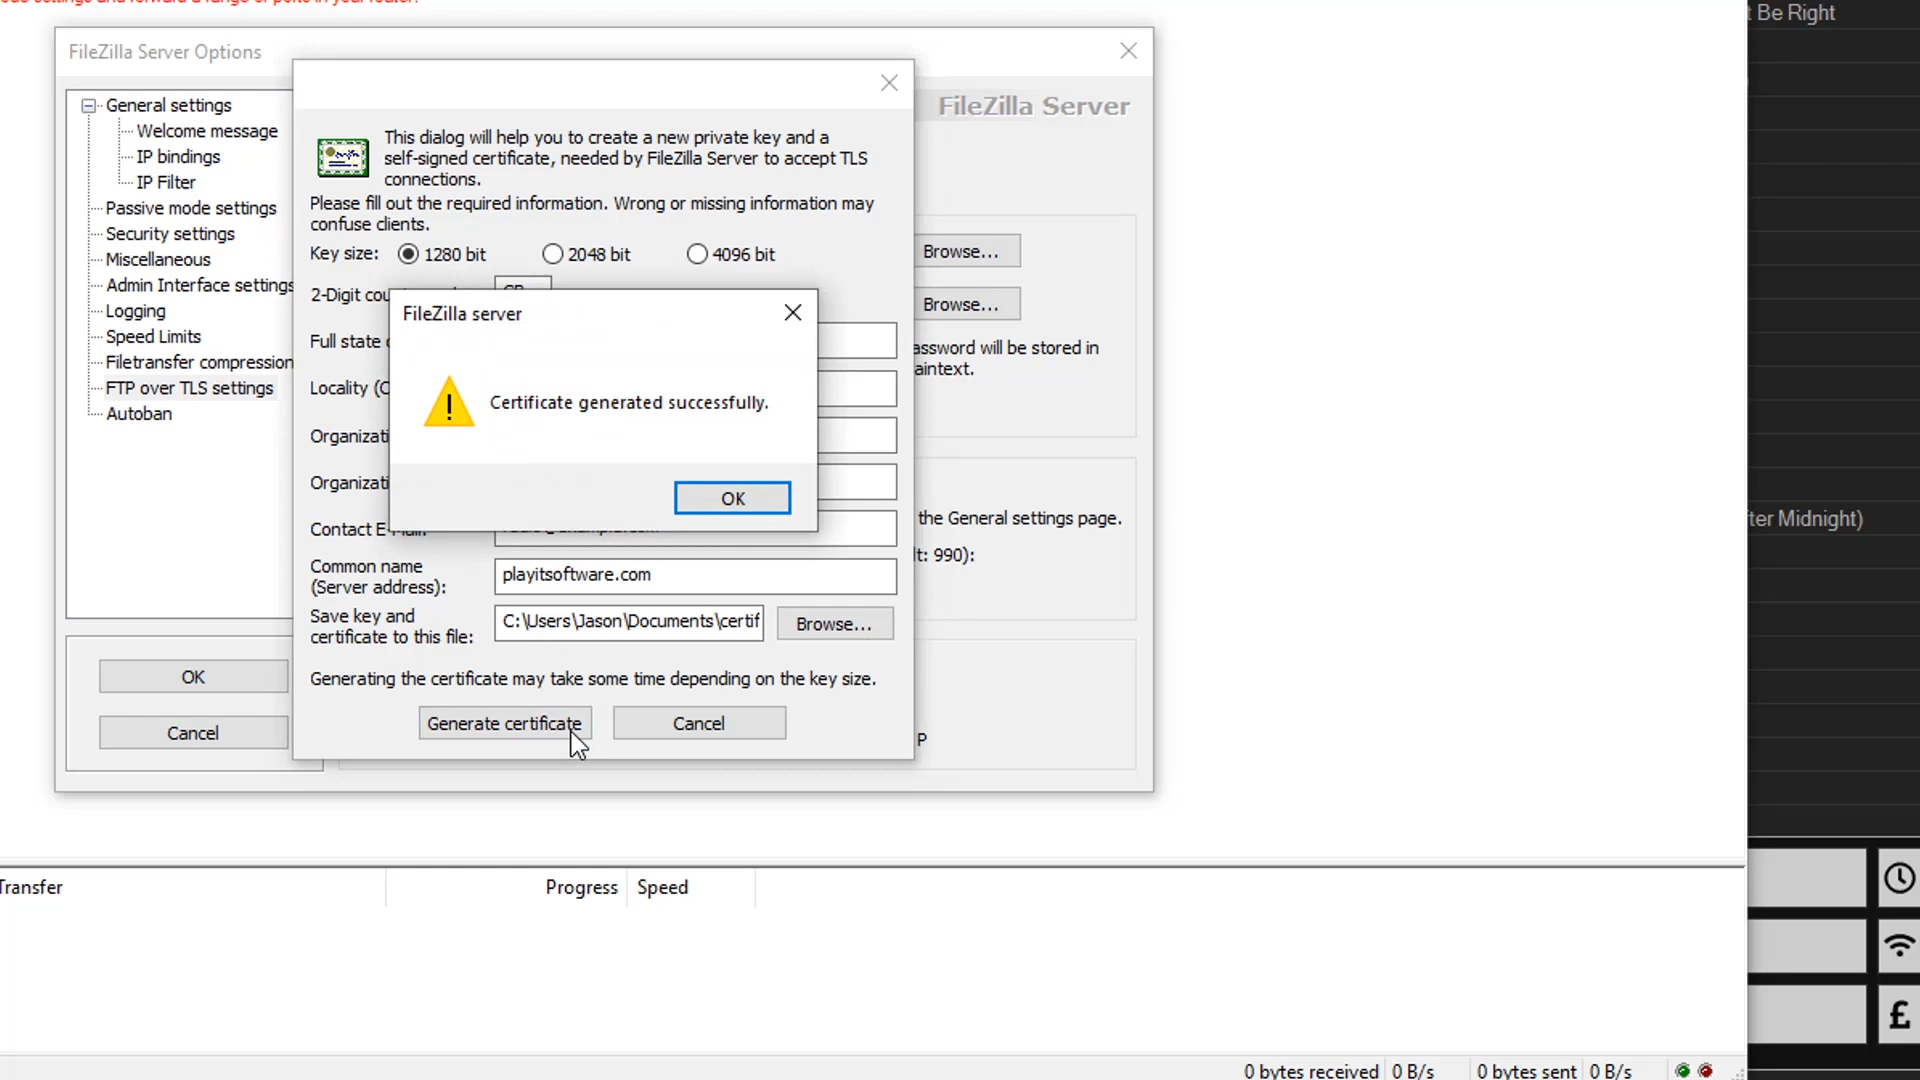 t Be Right
FileZilla Server Options
General settings
Welcome message
IP bindings
IP Filter
Passive mode settings
Security settings
Miscellaneous
Admin Interface settings
Logging
Speed Limits
Filetransfer compression
FTP over TLS settings
Autoban
OK
Cancel
FileZilla Server
This dialog will help you to create a new private key and a
self-signed certificate, needed by FileZilla Server to accept TLS
connections.
Please fill out the required information. Wrong or missing information may
confuse clients.
Key size: 1280 bit 2048 bit 4096 bit
2-Digit cou
Full state
Locality (C
Organizati
Organizati
Contact E-Mail:
Common name
(Server address):
playitsoftware.com
Save key and
certificate to this file:
C:\Users\Jason\Documents\certif
Browse...
Generating the certificate may take some time depending on the key size.
Generate certificate
Cancel
FileZilla server
Certificate generated successfully.
OK
Browse...
Browse...
assword will be stored in
aintext.
the General settings page.
lt: 990):
P
ter Midnight)
Transfer
Progress
Speed
0 bytes received 0 B/s 0 bytes sent 0 B/s
£